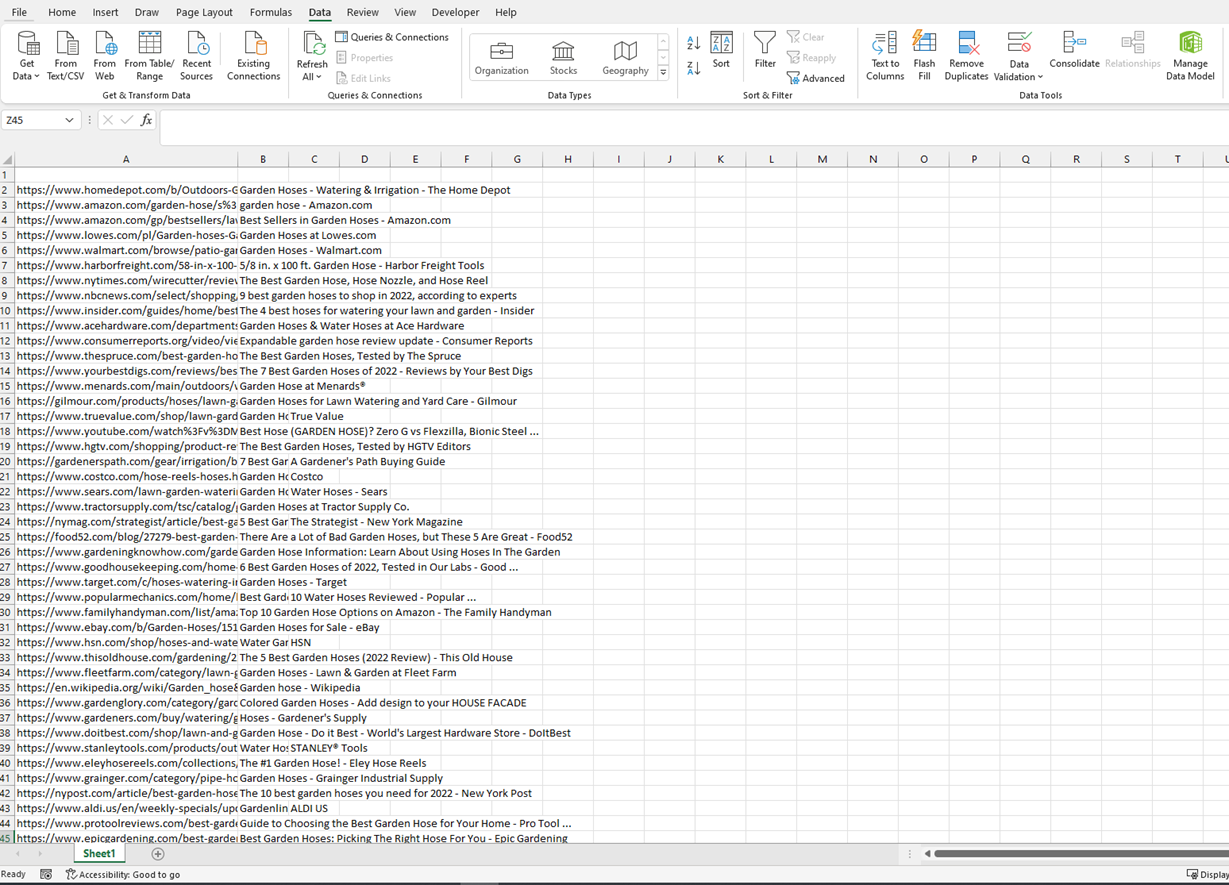 File Home Insert Draw Page Layout Formulas Data Review View Developer Help
Get Data From Text/CSV From Web From Table/ Range Recent Sources Existing Connections
Get & Transform Data
Refresh All Queries & Connections Properties Edit Links
Queries & Connections
Organization Stocks Geography
Data Types
Sort Filter Clear Reapply Advanced
Sort & Filter
Text to Columns Flash Fill Remove Duplicates Data Validation Consolidate Relationships Manage Data Model
Data Tools
Z45 fx
A B C D E F G H I J K L M N O P Q R S T
1
2 https://www.homedepot.com/b/Outdoors-G Garden Hoses - Watering & Irrigation - The Home Depot
3 https://www.amazon.com/garden-hose/s%3 garden hose - Amazon.com
4 https://www.amazon.com/gp/bestsellers/la Best Sellers in Garden Hoses - Amazon.com
5 https://www.lowes.com/pl/Garden-hoses-G Garden Hoses at Lowes.com
6 https://www.walmart.com/browse/patio-gar Garden Hoses - Walmart.com
7 https://www.harborfreight.com/58-in-x-100- 5/8 in. x 100 ft. Garden Hose - Harbor Freight Tools
8 https://www.nytimes.com/wirecutter/review The Best Garden Hose, Hose Nozzle, and Hose Reel
9 https://www.nbcnews.com/select/shopping, 9 best garden hoses to shop in 2022, according to experts
10 https://www.insider.com/guides/home/best The 4 best hoses for watering your lawn and garden - Insider
11 https://www.acehardware.com/departments Garden Hoses & Water Hoses at Ace Hardware
12 https://www.consumerreports.org/video/vie Expandable garden hose review update - Consumer Reports
13 https://www.thespruce.com/best-garden-ho The Best Garden Hoses, Tested by The Spruce
14 https://www.yourbestdigs.com/reviews/bes The 7 Best Garden Hoses of 2022 - Reviews by Your Best Digs
15 https://www.menards.com/main/outdoors/ Garden Hose at Menards®
16 https://gilmour.com/products/hoses/lawn-g Garden Hoses for Lawn Watering and Yard Care - Gilmour
17 https://www.truevalue.com/shop/lawn-gard Garden Ho True Value
18 https://www.youtube.com/watch%3Fv%3DM Best Hose (GARDEN HOSE)? Zero G vs Flexzilla, Bionic Steel ...
19 https://www.hgtv.com/shopping/product-re The Best Garden Hoses, Tested by HGTV Editors
20 https://gardenerspath.com/gear/irrigation/b 7 Best Gar A Gardener's Path Buying Guide
21 https://www.costco.com/hose-reels-hoses.h Garden Ho Costco
22 https://www.sears.com/lawn-garden-wateri Garden Ho Water Hoses - Sears
23 https://www.tractorsupply.com/tsc/catalog/ Garden Hoses at Tractor Supply Co.
24 https://nymag.com/strategist/article/best-ga 5 Best Gar The Strategist - New York Magazine
25 https://food52.com/blog/27279-best-garden- There Are a Lot of Bad Garden Hoses, but These 5 Are Great - Food52
26 https://www.gardeningknowhow.com/garde Garden Hose Information: Learn About Using Hoses In The Garden
27 https://www.goodhousekeeping.com/home- 6 Best Garden Hoses of 2022, Tested in Our Labs - Good ...
28 https://www.target.com/c/hoses-watering-i Garden Hoses - Target
29 https://www.popularmechanics.com/home/ Best Garde 10 Water Hoses Reviewed - Popular ...
30 https://www.familyhandyman.com/list/ama Top 10 Garden Hose Options on Amazon - The Family Handyman
31 https://www.ebay.com/b/Garden-Hoses/151 Garden Hoses for Sale - eBay
32 https://www.hsn.com/shop/hoses-and-wate Water Gar HSN
33 https://www.thisoldhouse.com/gardening/2 The 5 Best Garden Hoses (2022 Review) - This Old House
34 https://www.fleetfarm.com/category/lawn-g Garden Hoses - Lawn & Garden at Fleet Farm
35 https://en.wikipedia.org/wiki/Garden_hose& Garden hose - Wikipedia
36 https://www.gardenglory.com/category/gard Colored Garden Hoses - Add design to your HOUSE FACADE
37 https://www.gardeners.com/buy/watering/g Hoses - Gardener's Supply
38 https://www.doitbest.com/shop/lawn-and-g Garden Hose - Do it Best - World's Largest Hardware Store - DoItBest
39 https://www.stanleytools.com/products/out Water Hos STANLEY® Tools
40 https://www.eleyhosereels.com/collections, The #1 Garden Hose! - Eley Hose Reels
41 https://www.grainger.com/category/pipe-ho Garden Hoses - Grainger Industrial Supply
42 https://nypost.com/article/best-garden-hose The 10 best garden hoses you need for 2022 - New York Post
43 https://www.aldi.us/en/weekly-specials/upc Gardenlin ALDI US
44 https://www.protoolreviews.com/best-garde Guide to Choosing the Best Garden Hose for Your Home - Pro Tool ...
45 https://www.epicgardening.com/best-garde Best Garden Hoses: Picking The Right Hose For You - Epic Gardening
Sheet1
Ready Accessibility: Good to go Display